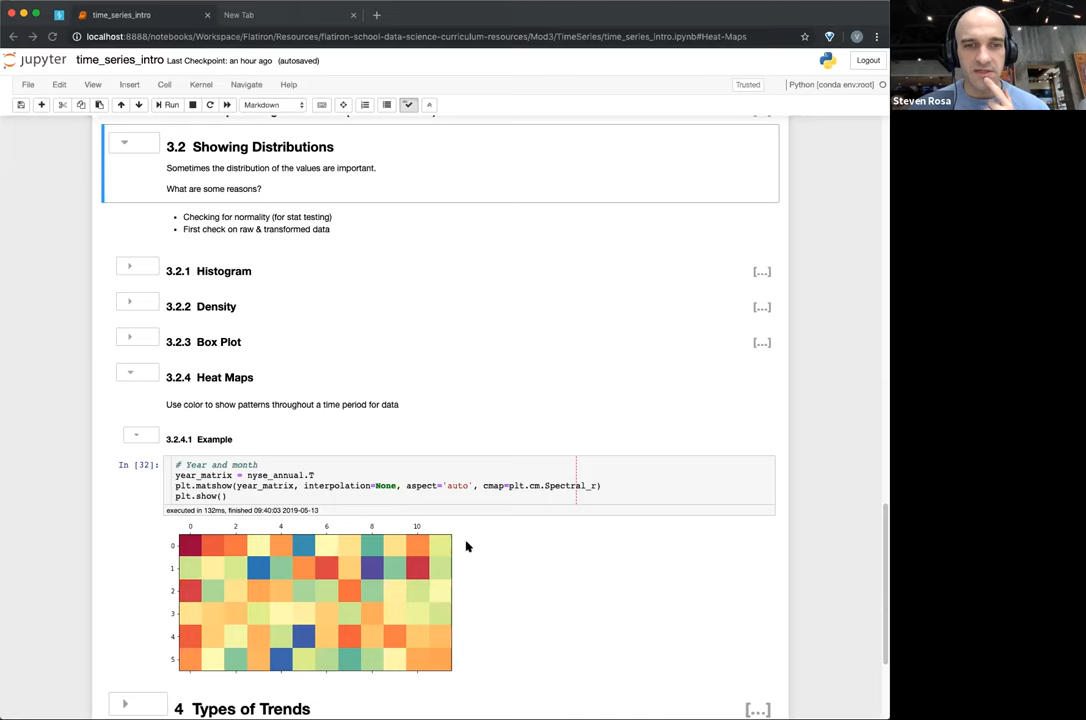 time_series_intro
New Tab
localhost:8888/notebooks/Workspace/Flatiron/Resources/flatiron-school-data-science-curriculum-resources/Mod3/TimeSeries/time_series_intro.ipynb#Heat-Maps
V
jupyter time_series_intro Last Checkpoint: an hour ago (autosaved)
Logout
File Edit View Insert Cell Kernel Navigate Help
Trusted Python [conda env:root]
Run Markdown
Steven Rosa
3.2 Showing Distributions
Sometimes the distribution of the values are important.
What are some reasons?
• Checking for normality (for stat testing)
• First check on raw & transformed data
3.2.1 Histogram [...]
3.2.2 Density [...]
3.2.3 Box Plot [...]
3.2.4 Heat Maps
Use color to show patterns throughout a time period for data
3.2.4.1 Example
In [32]: # Year and month
year_matrix = nyse_annual.T
plt.matshow(year_matrix, interpolation=None, aspect='auto', cmap=plt.cm.Spectral_r)
plt.show()
executed in 132ms, finished 09:40:03 2019-05-13
0 2 4 6 8 10
0
1
2
3
4
5
4 Types of Trends [...]